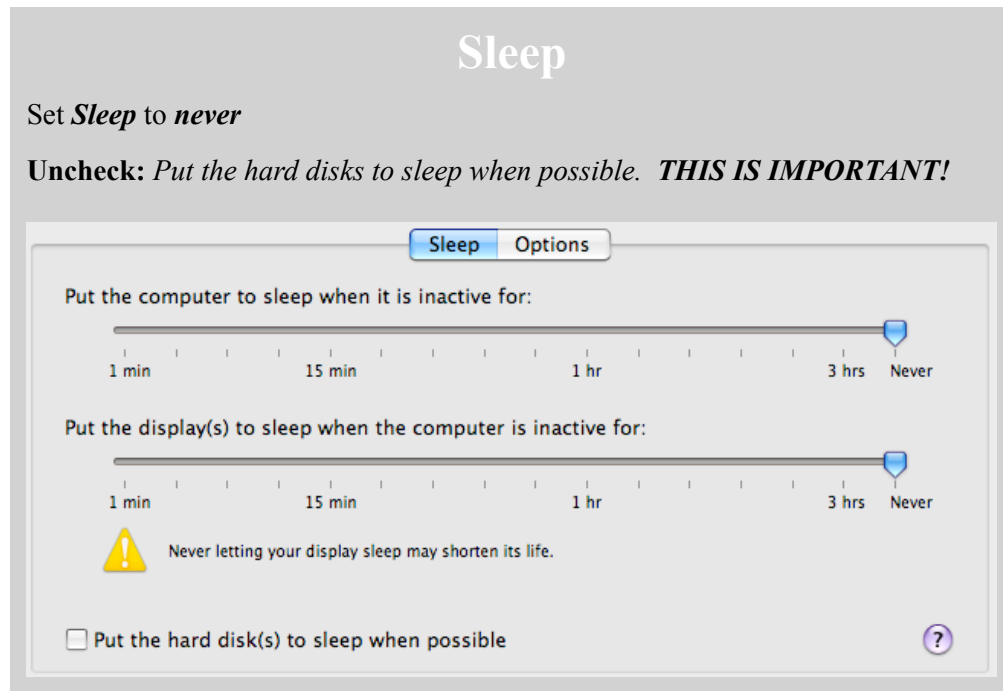 Sleep
Set Sleep to never
Uncheck: Put the hard disks to sleep when possible. THIS IS IMPORTANT!
Sleep Options
Put the computer to sleep when it is inactive for:
1 min 15 min 1 hr 3 hrs Never
Put the display(s) to sleep when the computer is inactive for:
1 min 15 min 1 hr 3 hrs Never
Never letting your display sleep may shorten its life.
Put the hard disk(s) to sleep when possible ?